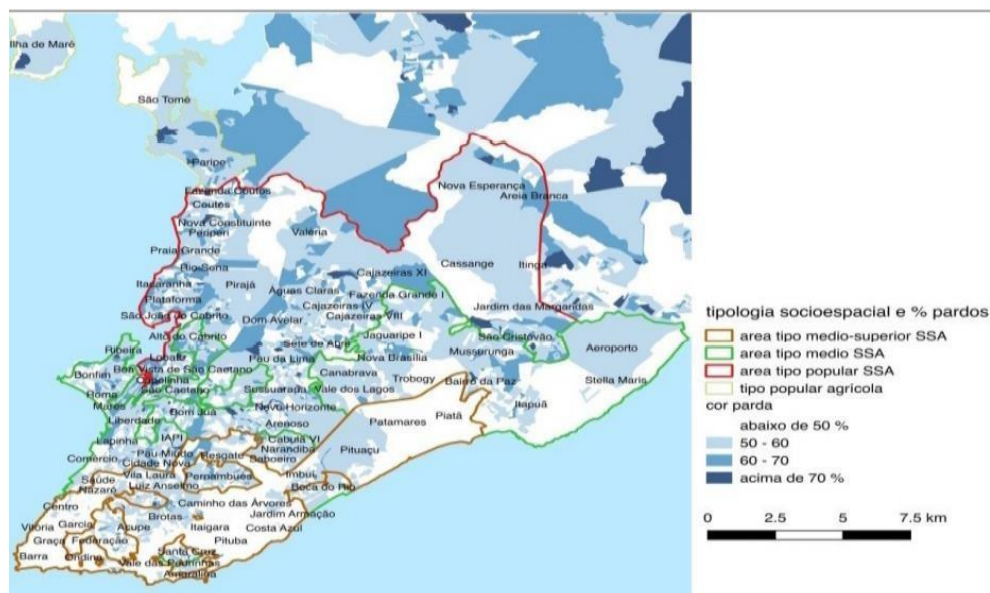 Ilha de Maré
São Tomé
Paripe
Fazenda Coutos
Coutos
Nova Constituinte
Periperi
Valéria
Nova Esperança
Areia Branca
Praia Grande
Rio Sena
Cassange
Itinga
Cajazeiras XI
Itacaranha
Pirajá
Águas Claras
Fazenda Grande I
Plataforma
Cajazeiras IV
Jardim das Margaridas
São João do Cabrito
Dom Avelar
Cajazeiras VIII
Alto do Cabrito
Sete de Abril
Jaguaripe I
São Cristovão
Ribeira
Lobato
Pau da Lima
Nova Brasília
Mussurunga
Aeroporto
Boa Vista de São Caetano
Bonfim
Capelinha
Canabrava
Trobogy
Bairro da Paz
Stella Maris
Roma
São Caetano
Sussuarana
Vale dos Lagos
Mares
Bom Juá
Novo Horizonte
Itapuã
Liberdade
Arenoso
Patamares
Piatã
Lapinha
IAPI
Cabula VI
Comércio
Pau Miúdo
Resgate
Narandiba
Pituaçu
Cidade Nova
Beboeiro
Saúde
Vila Laura
Pernambués
Imbuí
Nazaré
Luiz Anselmo
Boca do Rio
Centro
Caminho das Árvores
Brotas
Jardim Armação
Vitória
Garcia
Acupe
Itaigara
Costa Azul
Graça
Federação
Pituba
Barra
Ondina
Santa Cruz
Vale das Pedrinhas
Amaralina
tipologia socioespacial e % pardos
area tipo medio-superior SSA
area tipo medio SSA
area tipo popular SSA
tipo popular agrícola
cor parda
abaixo de 50 %
50 - 60
60 - 70
acima de 70 %
0 2.5 5 7.5 km